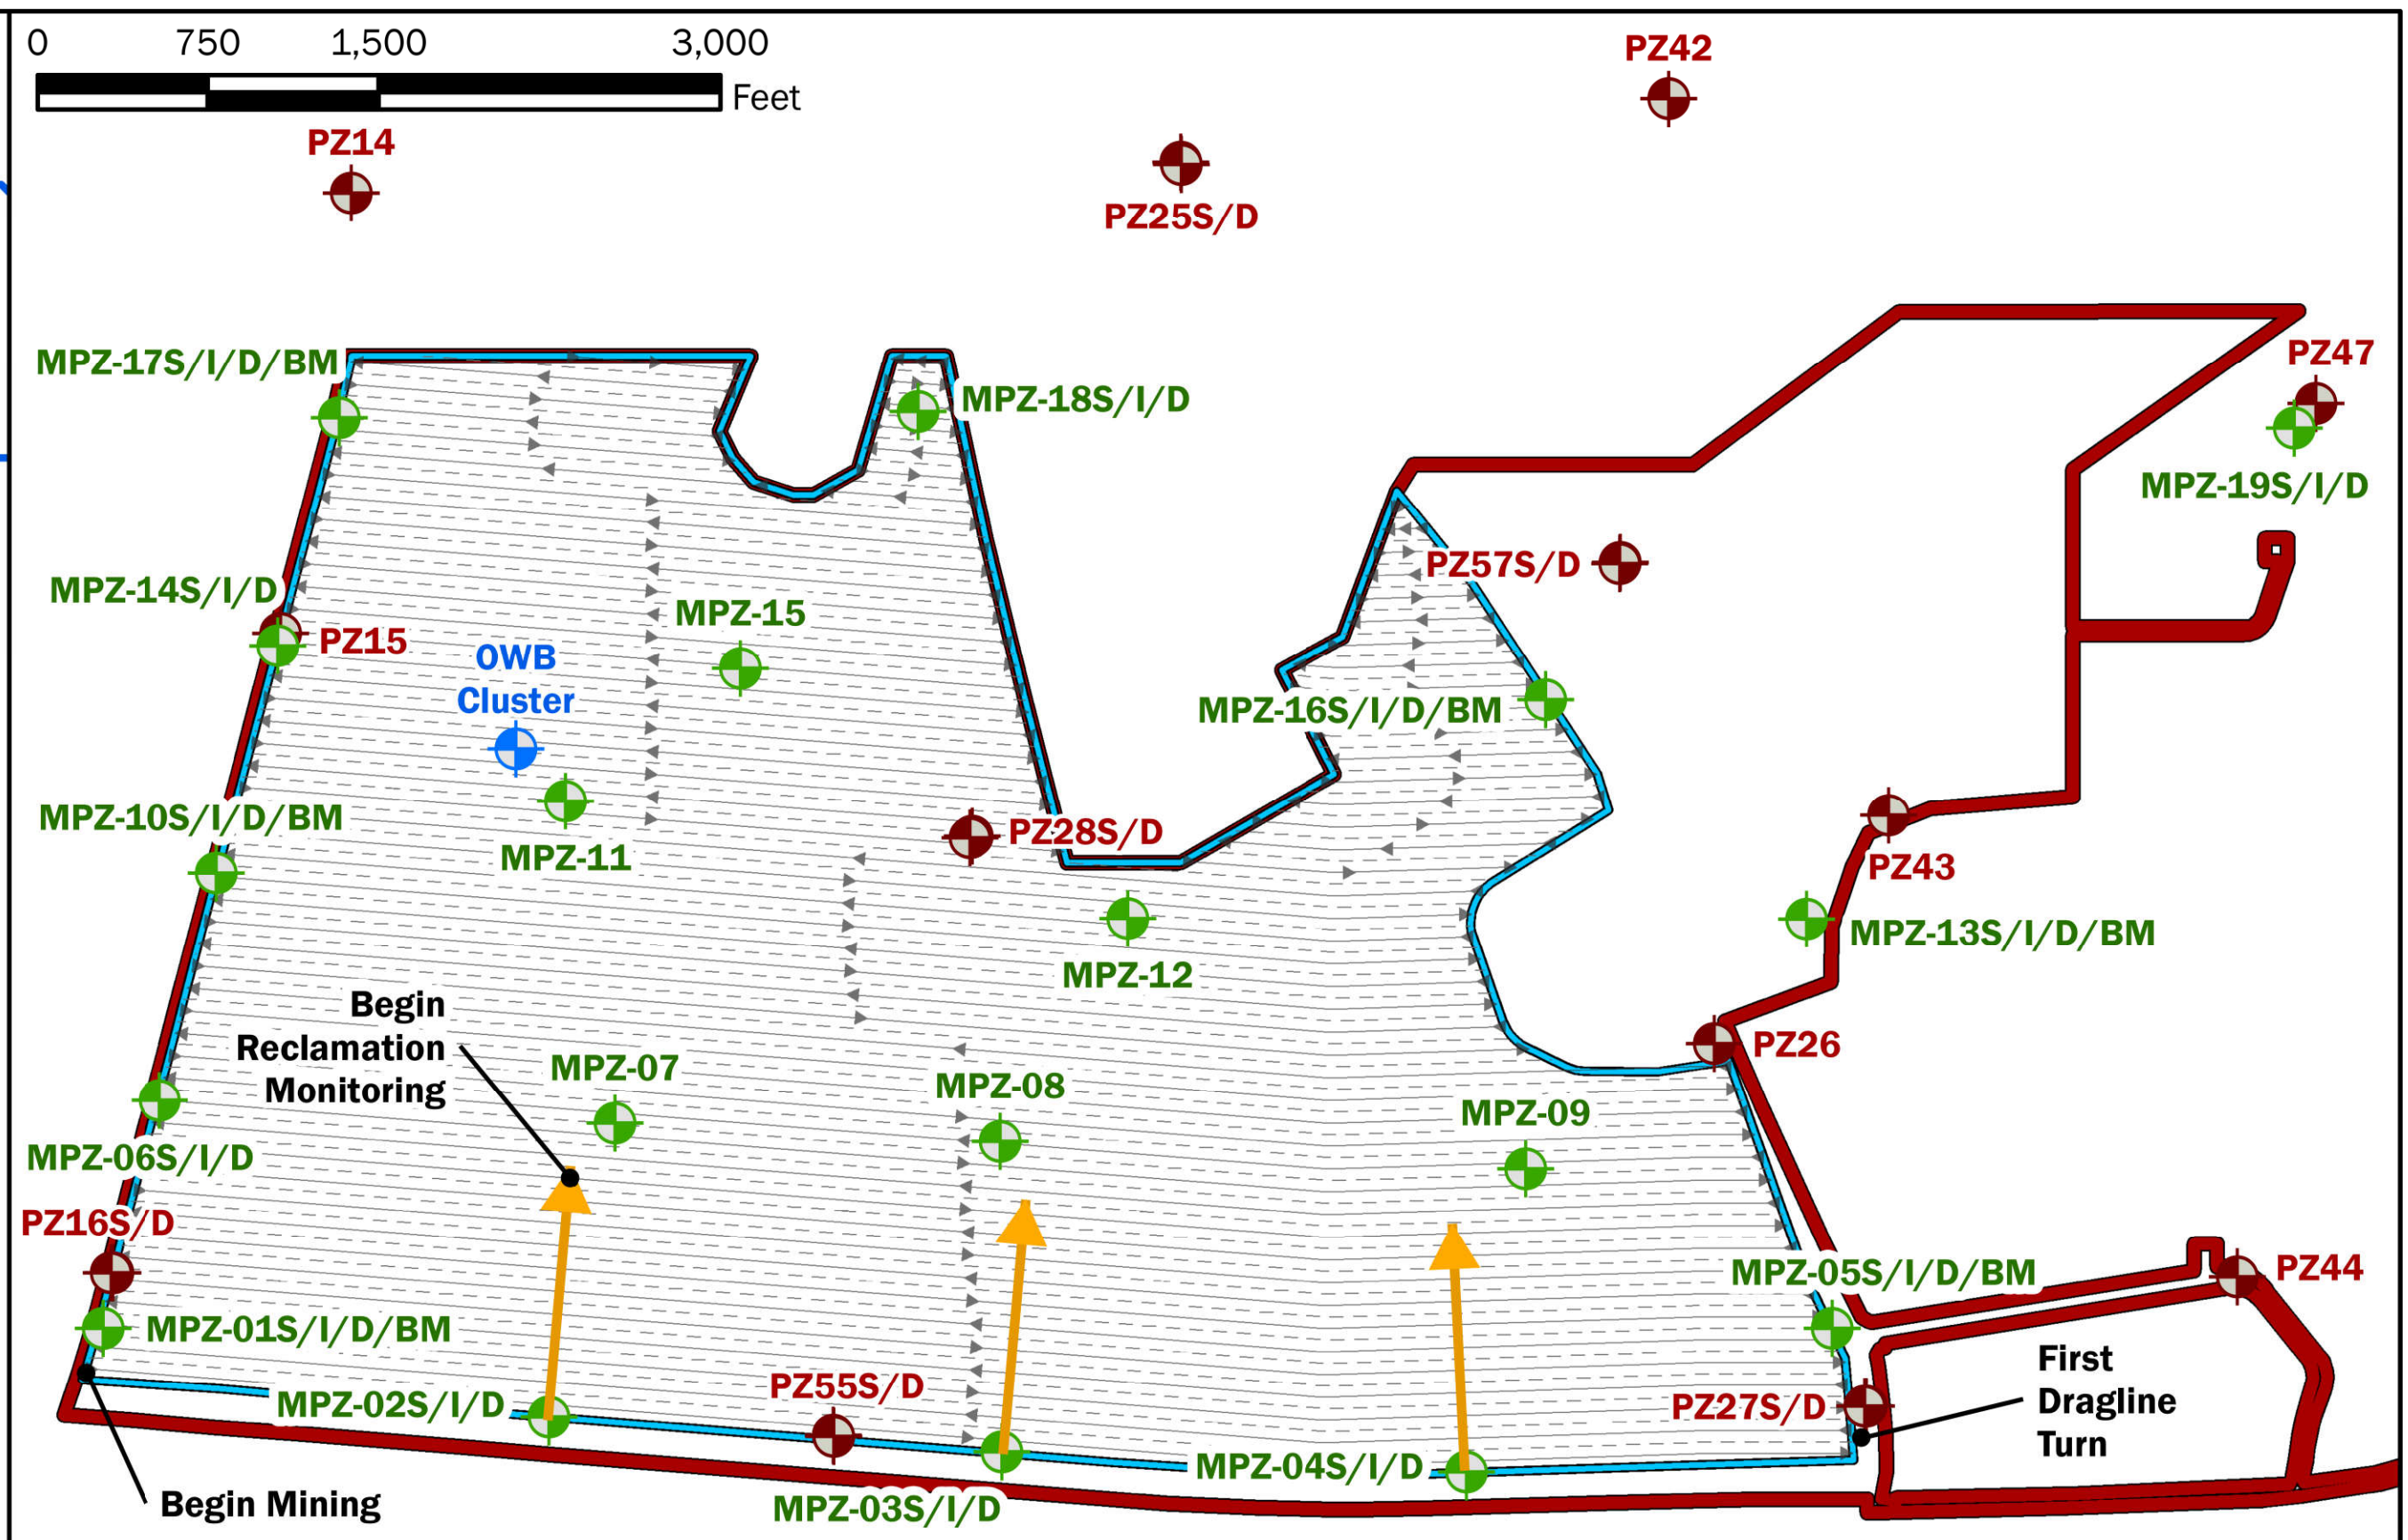 0 750 1,500 3,000
Feet
PZ42
PZ14
PZ25S/D
MPZ-17S/I/D/BM
PZ47
MPZ-18S/I/D
MPZ-19S/I/D
PZ57S/D
MPZ-14S/I/D
MPZ-15
PZ15
OWB
Cluster
MPZ-16S/I/D/BM
MPZ-10S/I/D/BM
PZ28S/D
MPZ-11
PZ43
MPZ-13S/I/D/BM
MPZ-12
Begin
Reclamation
Monitoring
PZ26
MPZ-07
MPZ-08
MPZ-09
MPZ-06S/I/D
PZ16S/D
MPZ-05S/I/D/BM
PZ44
MPZ-01S/I/D/BM
First
Dragline
Turn
PZ55S/D
MPZ-02S/I/D
PZ27S/D
MPZ-04S/I/D
Begin Mining
MPZ-03S/I/D